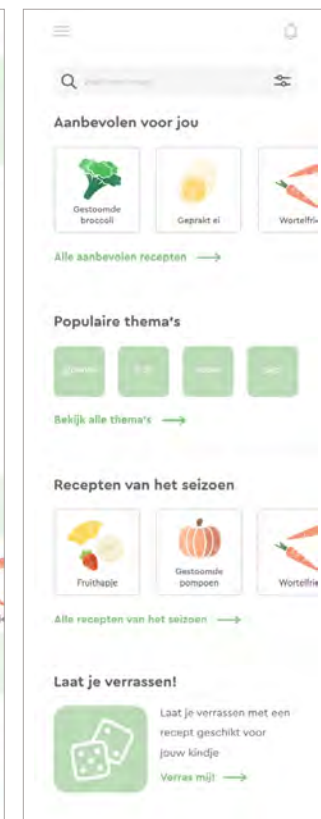 Aanbevolen voor jou
Gestoomde
broccoli
Geprakt ei
Wortelfrie
Alle aanbevolen recepten
Populaire thema's
Bekijk alle thema's
Recepten van het seizoen
Fruithapje
Gestoomde
pompoen
Wortelfrie
Alle recepten van het seizoen
Laat je verrassen!
Laat je verrassen met een
recept geschikt voor
jouw kindje
Verras mij!